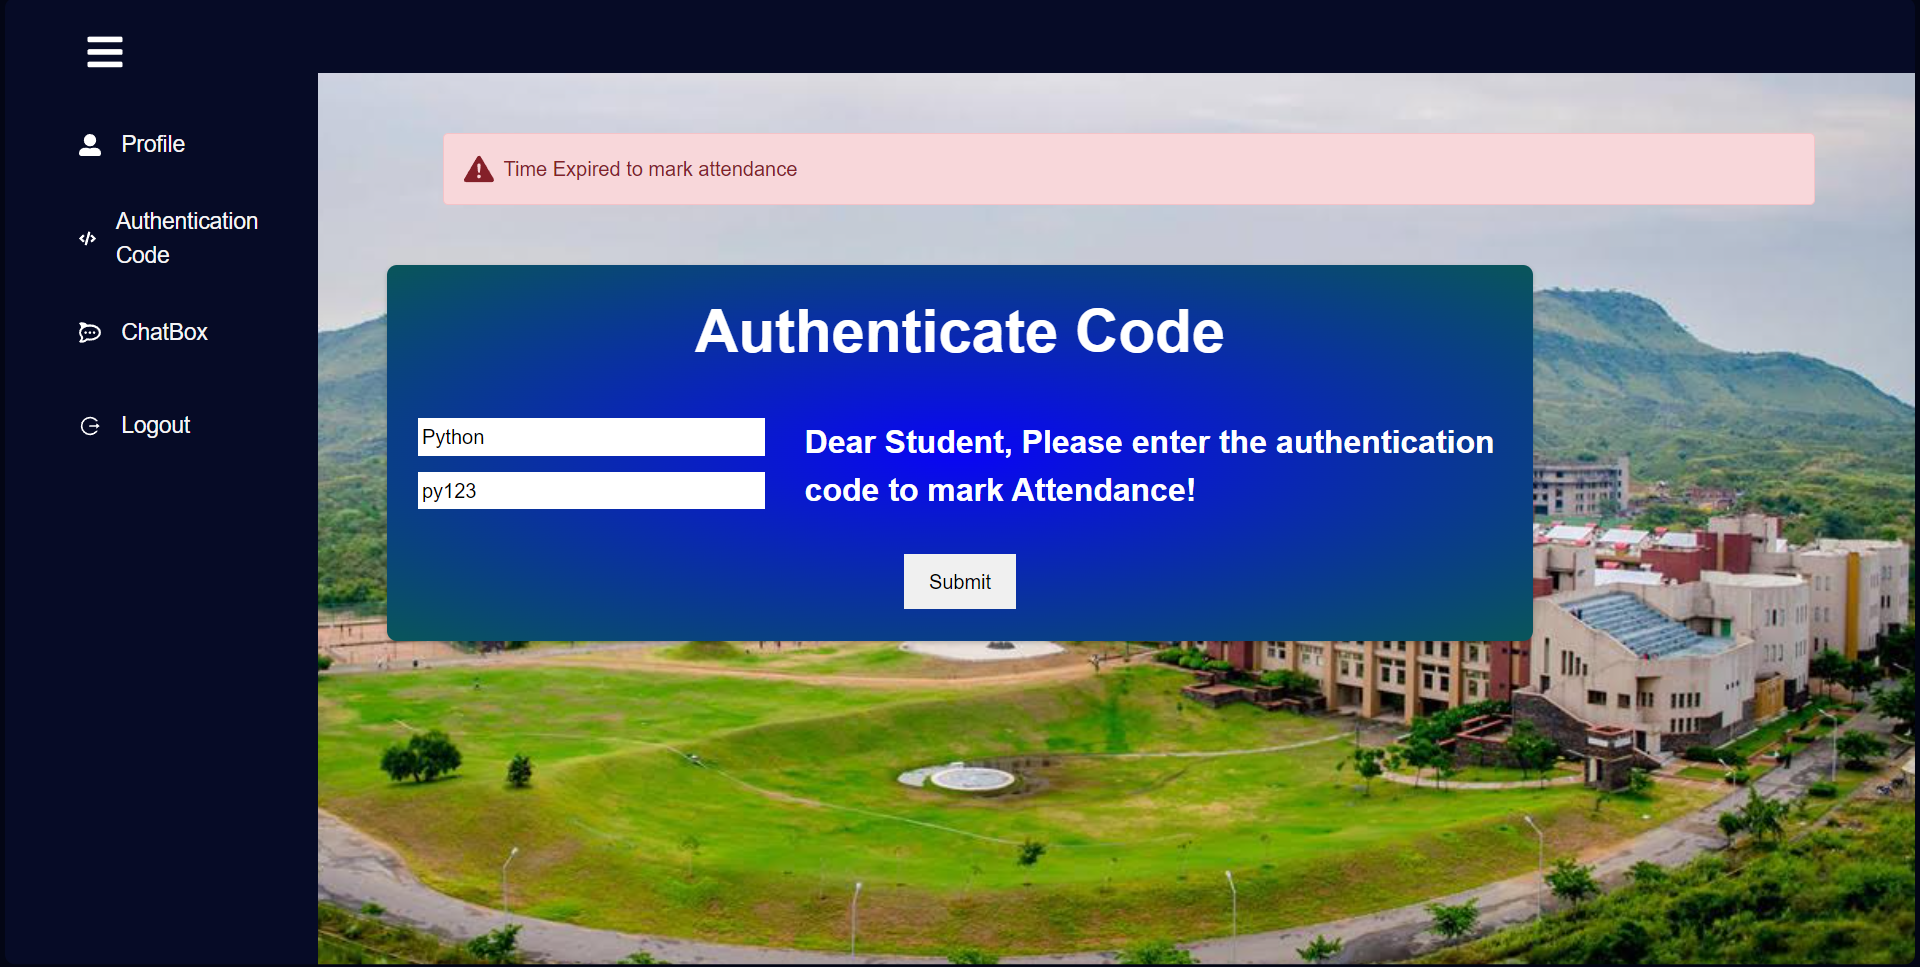 Profile
Authentication
Code
ChatBox
Logout
Time Expired to mark attendance
Authenticate Code
Python
py123
Dear Student, Please enter the authentication
code to mark Attendance!
Submit